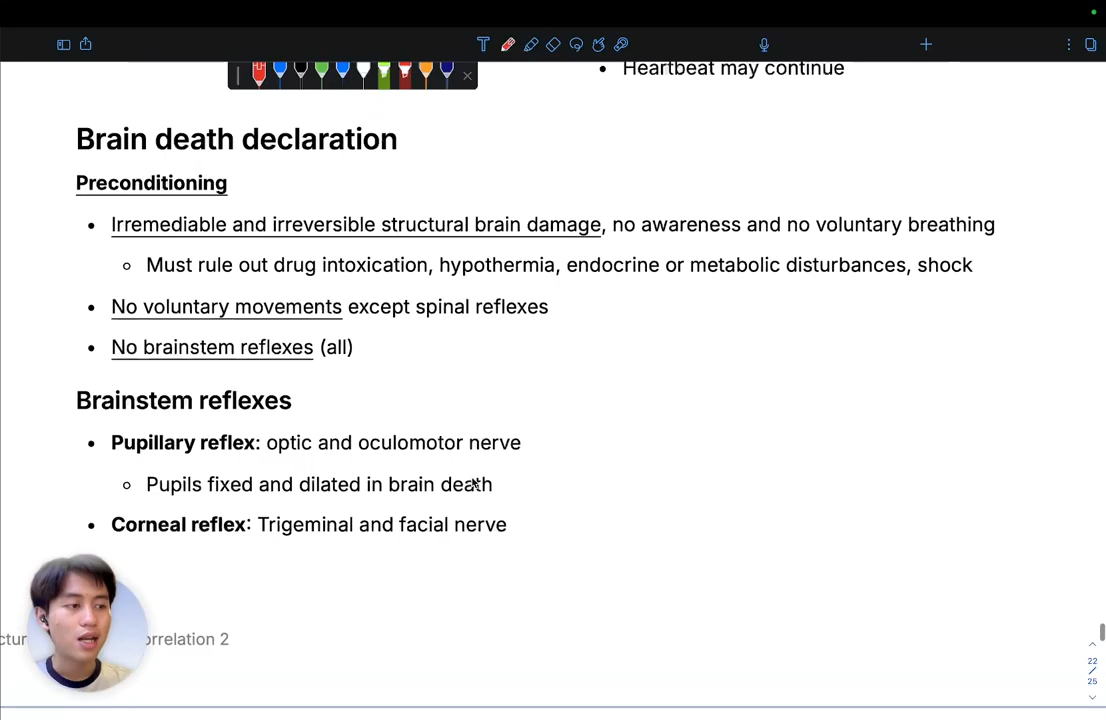 • Heartbeat may continue
Brain death declaration
Preconditioning
• Irremediable and irreversible structural brain damage, no awareness and no voluntary breathing
◦ Must rule out drug intoxication, hypothermia, endocrine or metabolic disturbances, shock
• No voluntary movements except spinal reflexes
• No brainstem reflexes (all)
Brainstem reflexes
• Pupillary reflex: optic and oculomotor nerve
◦ Pupils fixed and dilated in brain death
• Corneal reflex: Trigeminal and facial nerve
orrelation 2
22
/
25